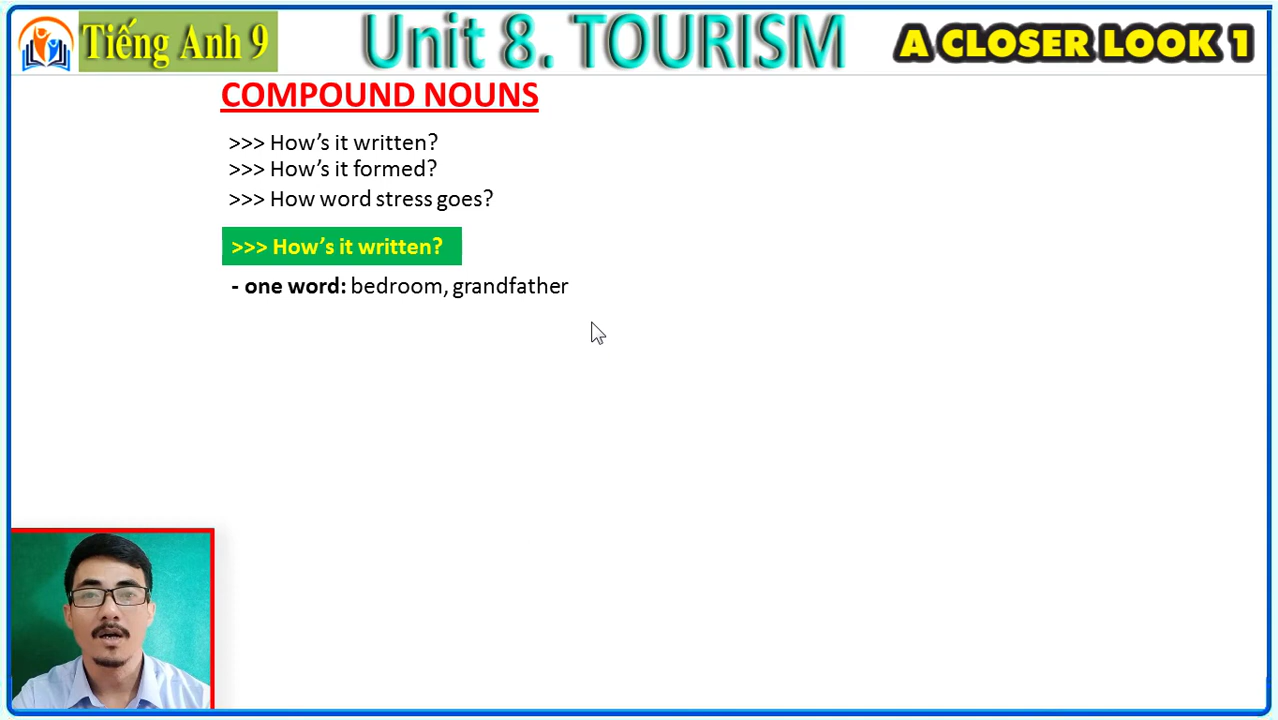 Tiếng Anh 9
Unit 8. TOURISM
A CLOSER LOOK 1
COMPOUND NOUNS
>>> How’s it written?
>>> How’s it formed?
>>> How word stress goes?
>>> How’s it written?
- one word: bedroom, grandfather